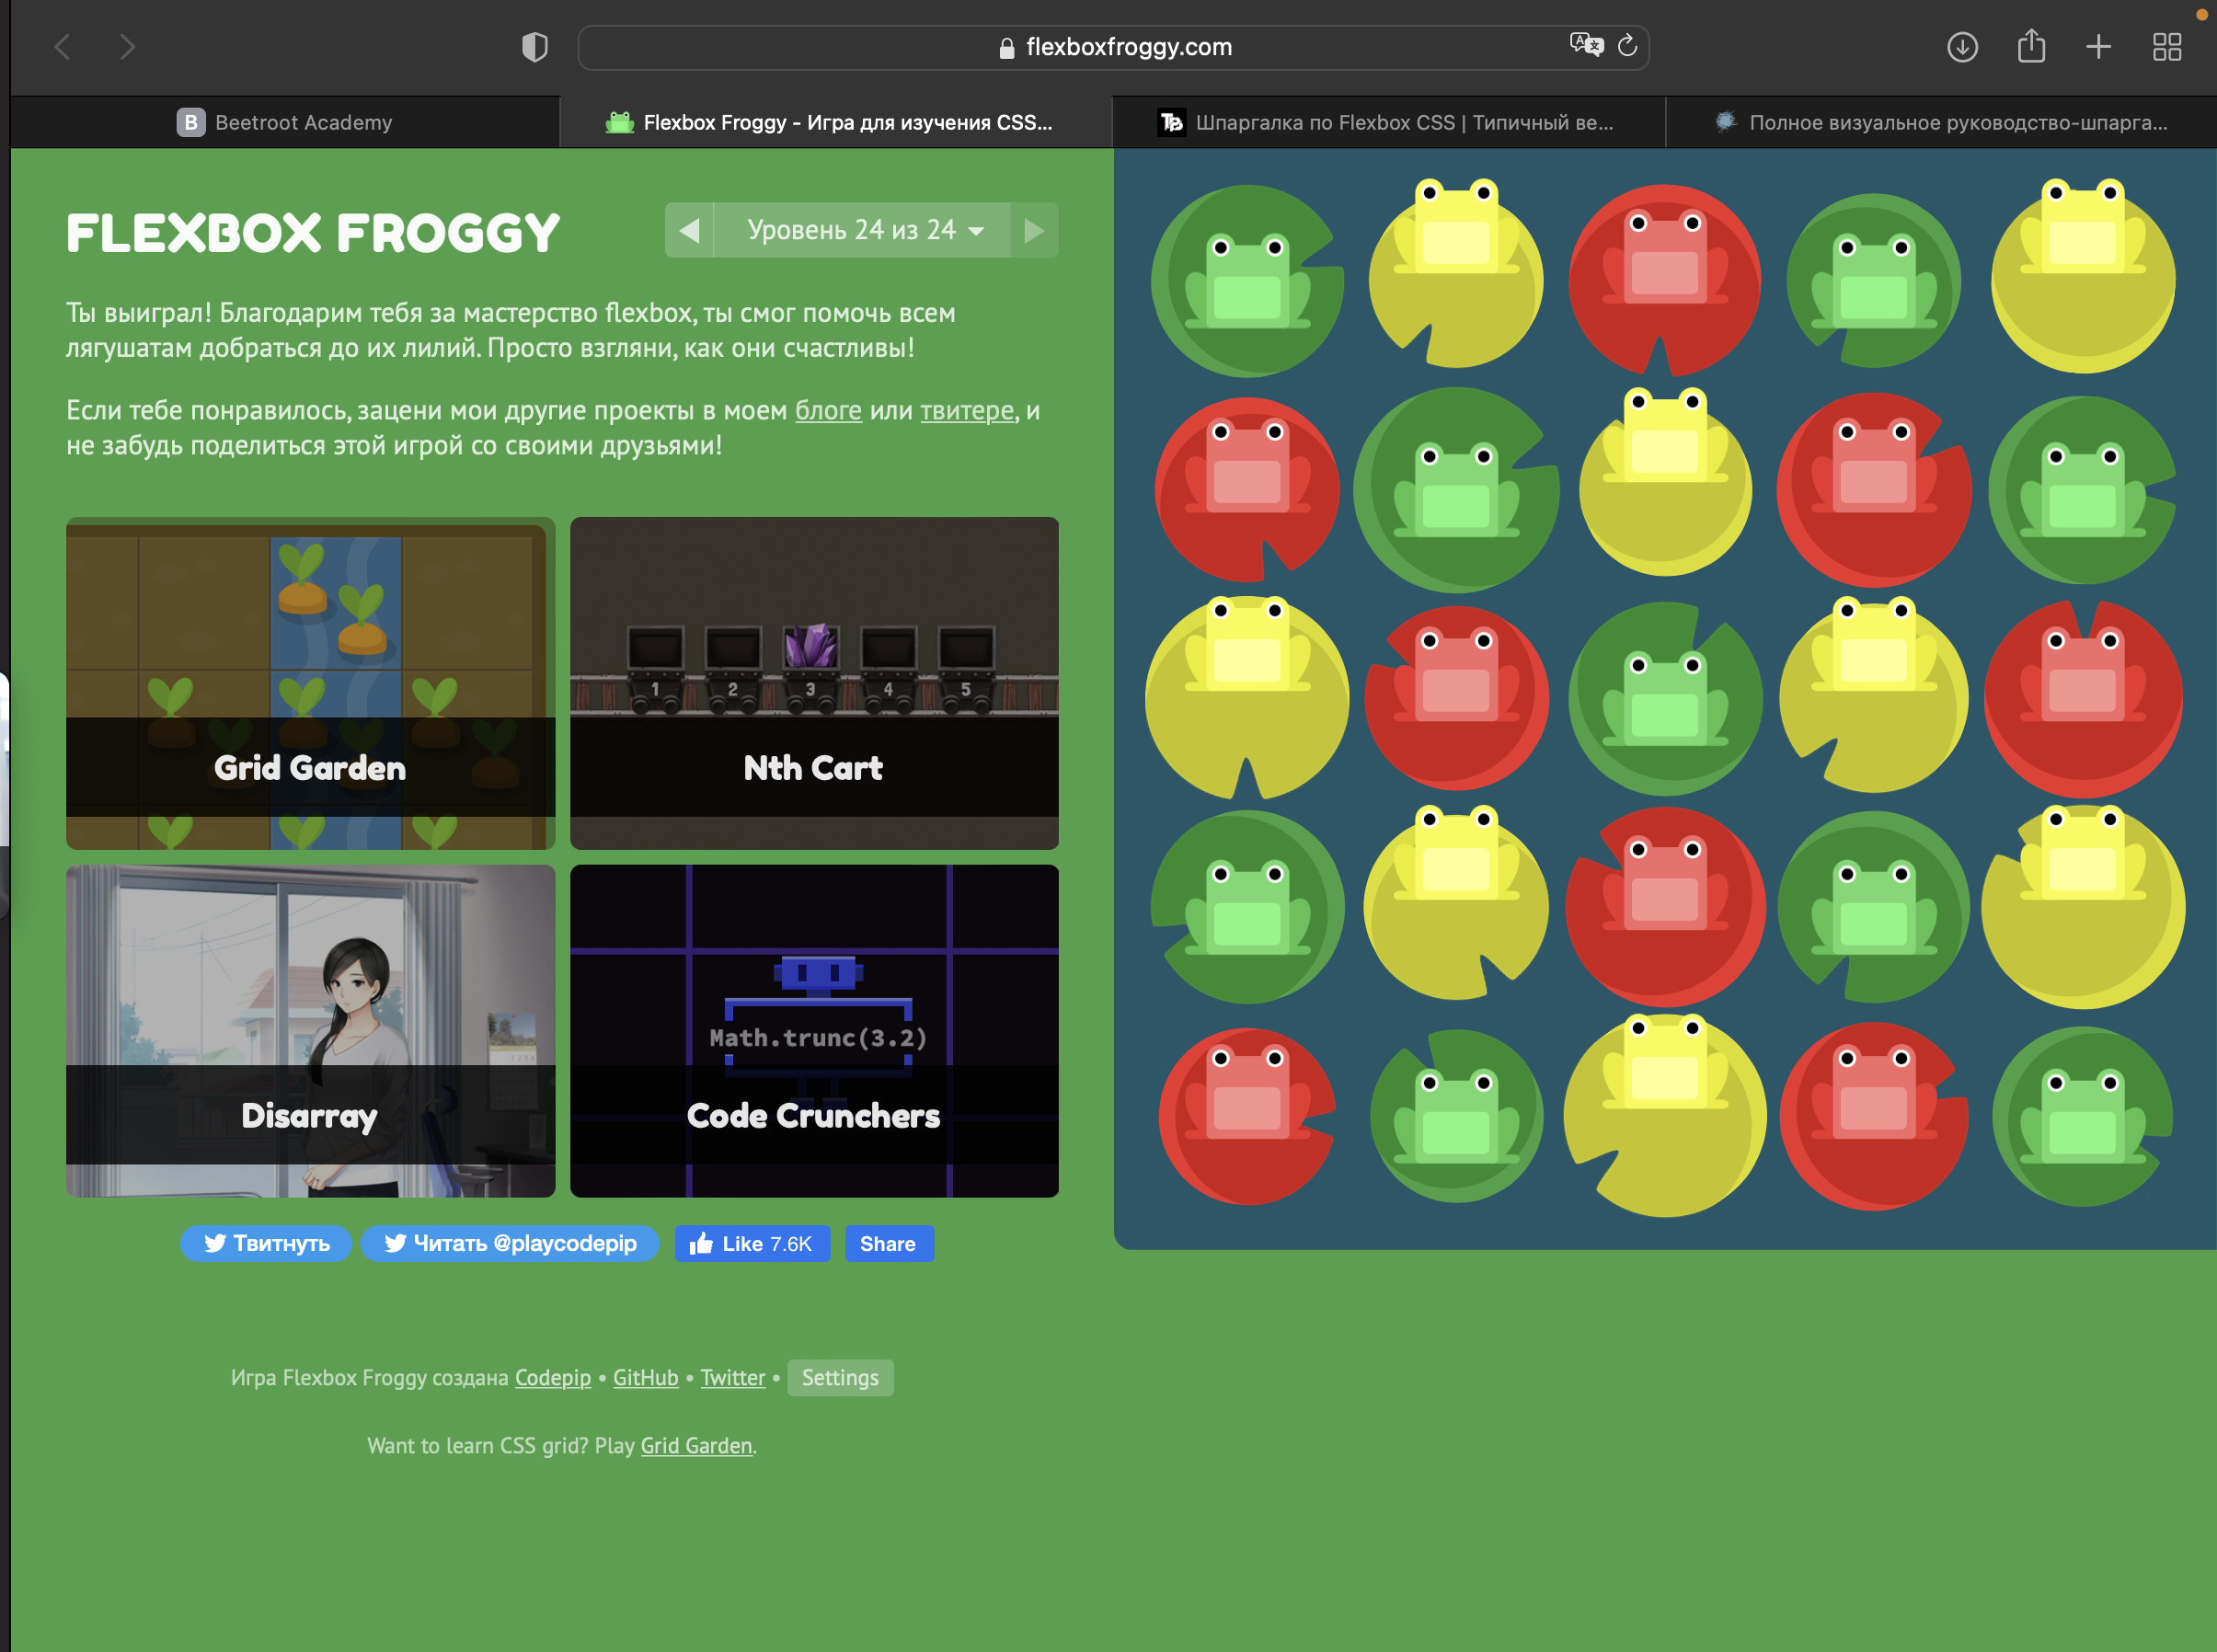 flexboxfroggy.com
B Beetroot Academy
Flexbox Froggy - Игра для изучения CSS...
Шпаргалка по Flexbox CSS | Типичный ве...
Полное визуальное руководство-шпарга...
FLEXBOX FROGGY
Уровень 24 из 24
Ты выиграл! Благодарим тебя за мастерство flexbox, ты смог помочь всем
лягушатам добраться до их лилий. Просто взгляни, как они счастливы!
Если тебе понравилось, зацени мои другие проекты в моем блоге или твитере, и
не забудь поделиться этой игрой со своими друзьями!
Grid Garden
1 2 3 4 5
Nth Cart
Disarray
Math.trunc(3.2)
Code Crunchers
Твитнуть
Читать @playcodepip
Like 7.6K
Share
Игра Flexbox Froggy создана Codepip • GitHub • Twitter • Settings
Want to learn CSS grid? Play Grid Garden.